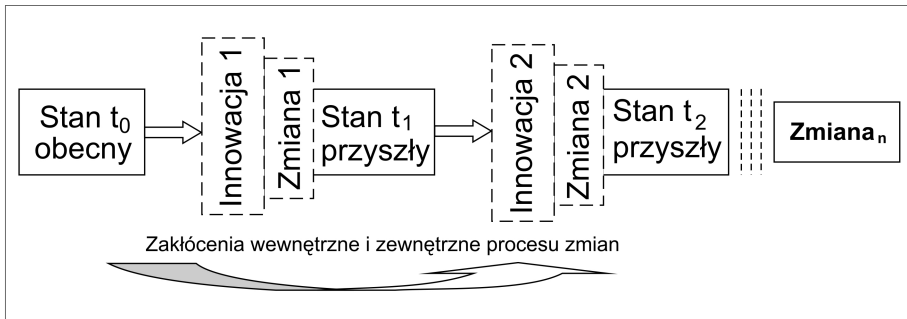 Stan t₀
obecny
Innowacja 1
Zmiana 1
Stan t₁
przyszły
Innowacja 2
Zmiana 2
Stan t₂
przyszły
Zmianaₙ
Zakłócenia wewnętrzne i zewnętrzne procesu zmian